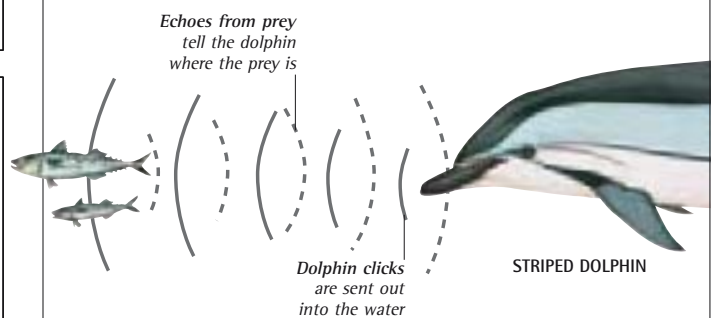 Echoes from prey
tell the dolphin
where the prey is
Dolphin clicks
are sent out
into the water
STRIPED DOLPHIN